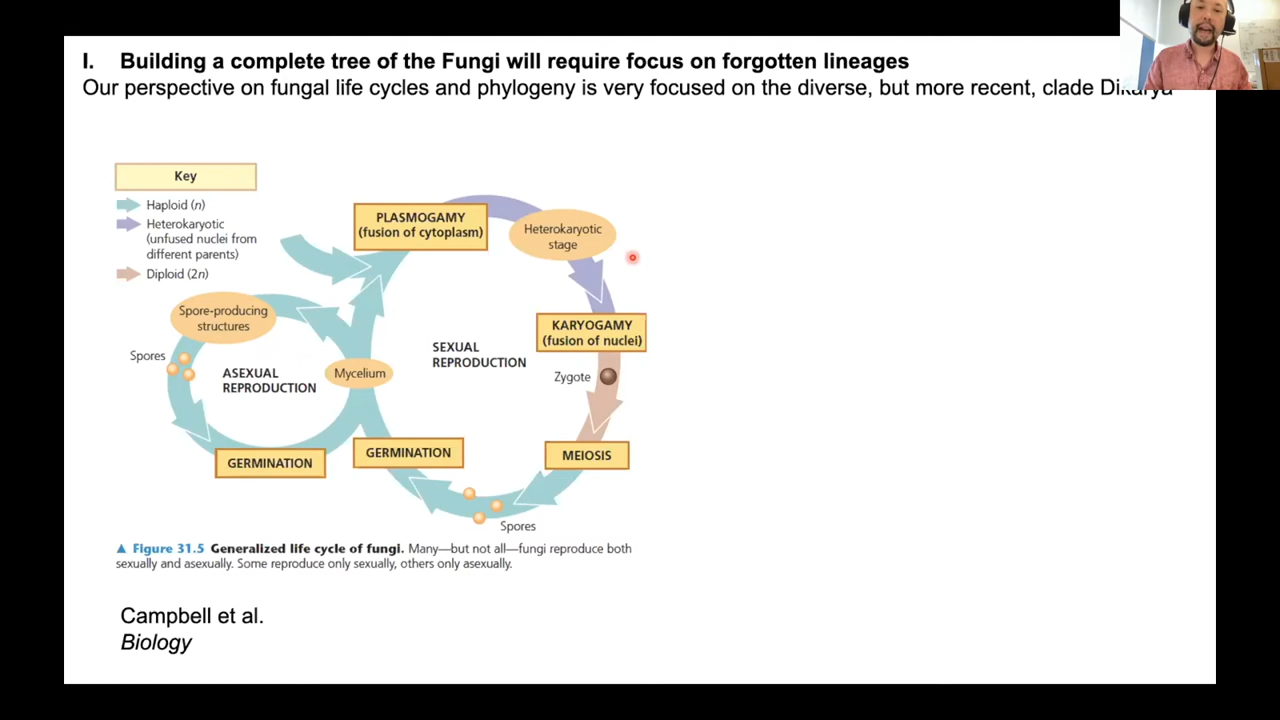 I. Building a complete tree of the Fungi will require focus on forgotten lineages
Our perspective on fungal life cycles and phylogeny is very focused on the diverse, but more recent, clade Dikarya
Key
Haploid (n)
Heterokaryotic
(unfused nuclei from
different parents)
Diploid (2n)
PLASMOGAMY
(fusion of cytoplasm)
Heterokaryotic
stage
KARYOGAMY
(fusion of nuclei)
Zygote
MEIOSIS
Spores
GERMINATION
SEXUAL
REPRODUCTION
Mycelium
Spore-producing
structures
Spores
ASEXUAL
REPRODUCTION
GERMINATION
▲ Figure 31.5 Generalized life cycle of fungi. Many—but not all—fungi reproduce both
sexually and asexually. Some reproduce only sexually, others only asexually.
Campbell et al.
Biology